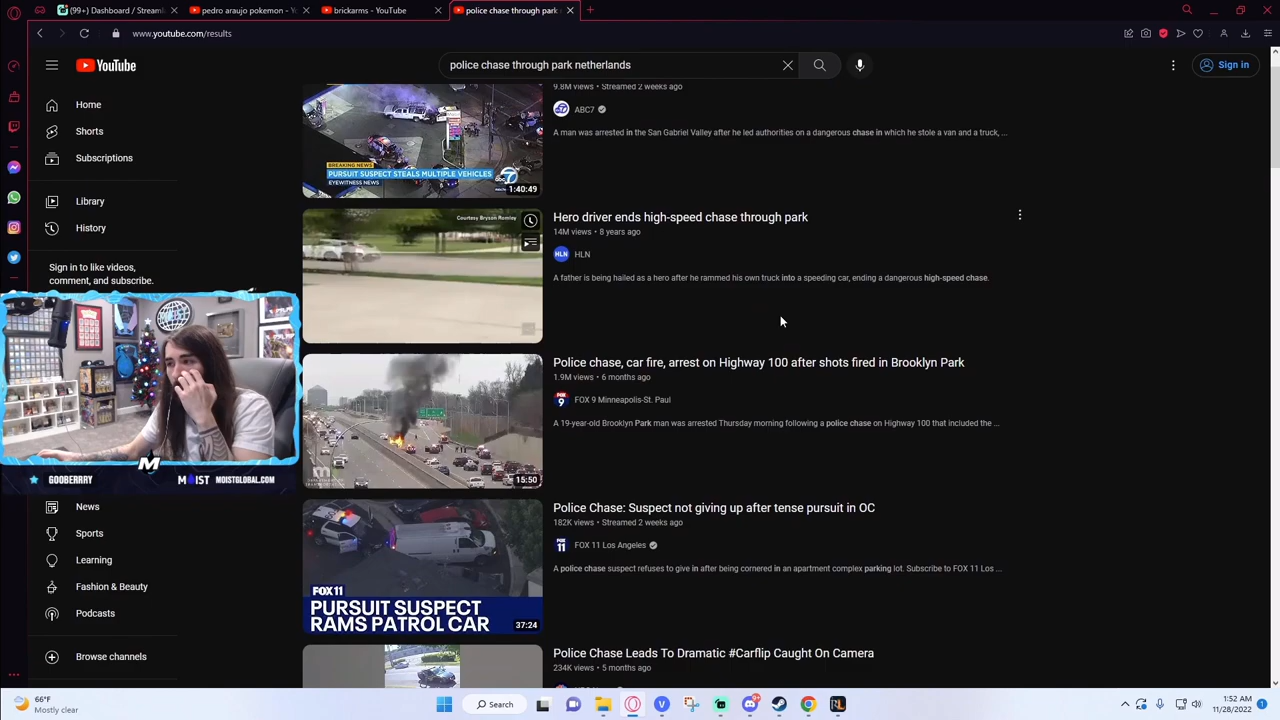 (99+) Dashboard / Streaml
pedro araujo pokemon - Yo
brickarms - YouTube
police chase through park
www.youtube.com/results
YouTube
police chase through park netherlands
Sign in
Home
Shorts
Subscriptions
Library
History
Sign in to like videos,
comment, and subscribe.
9.8M views • Streamed 2 weeks ago
ABC7
A man was arrested in the San Gabriel Valley after he led authorities on a dangerous chase in which he stole a van and a truck, ...
BREAKING NEWS
PURSUIT SUSPECT STEALS MULTIPLE VEHICLES
EYEWITNESS NEWS
abc 7
1:40:49
Courtesy Bryson Romley
Hero driver ends high-speed chase through park
14M views • 8 years ago
HLN
HLN
A father is being hailed as a hero after he rammed his own truck into a speeding car, ending a dangerous high-speed chase.
Police chase, car fire, arrest on Highway 100 after shots fired in Brooklyn Park
1.9M views • 6 months ago
FOX 9 Minneapolis-St. Paul
A 19-year-old Brooklyn Park man was arrested Thursday morning following a police chase on Highway 100 that included the ...
15:50
M
GOOBERRY
MOIST
MOISTGLOBAL.COM
News
Sports
Learning
Fashion & Beauty
Podcasts
Browse channels
Police Chase: Suspect not giving up after tense pursuit in OC
182K views • Streamed 2 weeks ago
FOX 11 Los Angeles
A police chase suspect refuses to give in after being cornered in an apartment complex parking lot. Subscribe to FOX 11 Los ...
FOX 11
PURSUIT SUSPECT
RAMS PATROL CAR
37:24
Police Chase Leads To Dramatic #Carflip Caught On Camera
234K views • 5 months ago
66°F
Mostly clear
Search
1:52 AM
11/28/2022